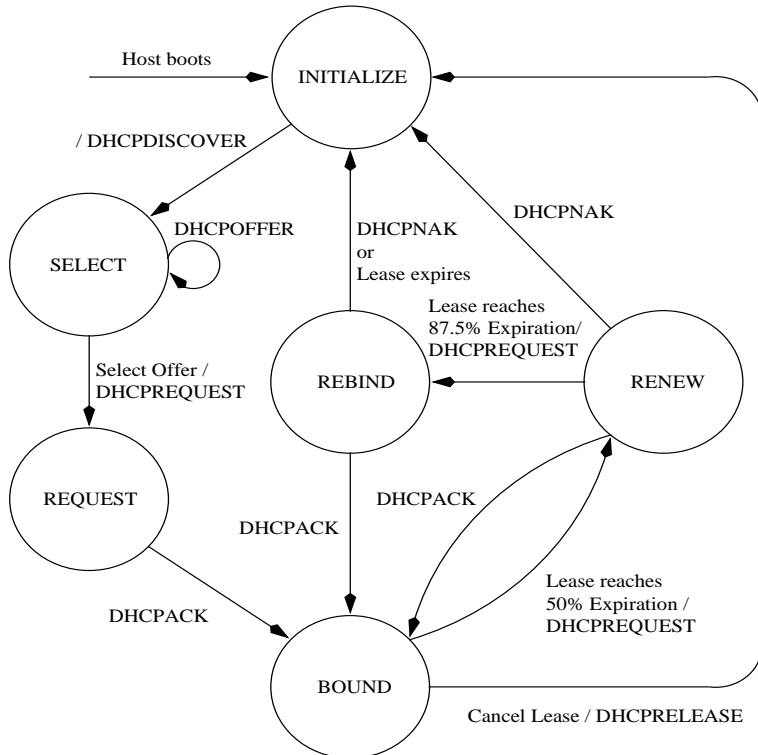 Host boots
INITIALIZE
/ DHCPDISCOVER
DHCPOFFER
SELECT
DHCPNAK
or
Lease expires
DHCPNAK
Lease reaches
87.5% Expiration/
DHCPREQUEST
Select Offer /
DHCPREQUEST
REBIND
RENEW
REQUEST
DHCPACK
DHCPACK
DHCPACK
Lease reaches
50% Expiration /
DHCPREQUEST
BOUND
Cancel Lease / DHCPRELEASE